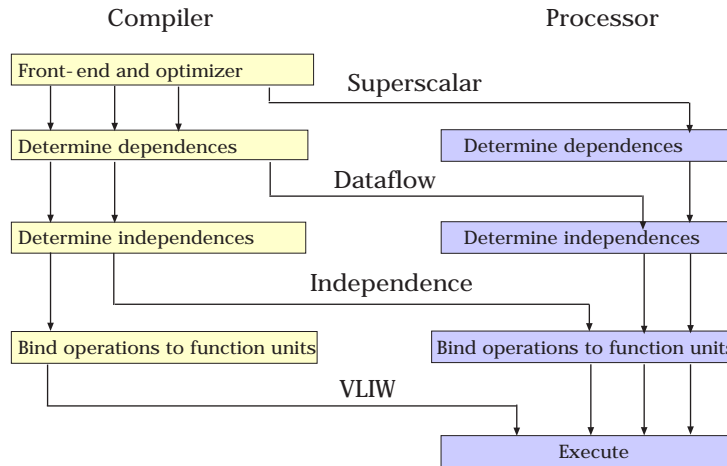 Compiler
Processor
Front-end and optimizer
Superscalar
Determine dependences
Determine dependences
Dataflow
Determine independences
Determine independences
Independence
Bind operations to function units
Bind operations to function units
VLIW
Execute